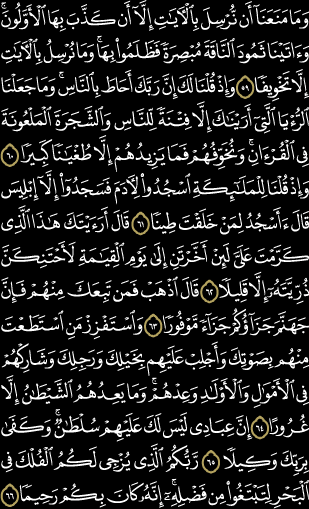 وَمَا مَنَعَنَآ أَن نُّرْسِلَ بِٱلْـَٔايَـٰتِ إِلَّآ أَن كَذَّبَ بِهَا ٱلْأَوَّلُونَ ۚ
وَءَاتَيْنَا ثَمُودَ ٱلنَّاقَةَ مُبْصِرَةً فَظَلَمُوا۟ بِهَا ۚ وَمَا نُرْسِلُ بِٱلْـَٔايَـٰتِ
إِلَّا تَخْوِيفًا ٥٩ وَإِذْ قُلْنَا لَكَ إِنَّ رَبَّكَ أَحَاطَ بِٱلنَّاسِ ۚ وَمَا جَعَلْنَا
ٱلرُّءْيَا ٱلَّتِىٓ أَرَيْنَـٰكَ إِلَّا فِتْنَةً لِّلنَّاسِ وَٱلشَّجَرَةَ ٱلْمَلْعُونَةَ
فِى ٱلْقُرْءَانِ ۚ وَنُخَوِّفُهُمْ فَمَا يَزِيدُهُمْ إِلَّا طُغْيَـٰنًا كَبِيرًا ٦٠
وَإِذْ قُلْنَا لِلْمَلَـٰٓئِكَةِ ٱسْجُدُوا۟ لِـَٔادَمَ فَسَجَدُوٓا۟ إِلَّآ إِبْلِيسَ
قَالَ ءَأَسْجُدُ لِمَنْ خَلَقْتَ طِينًا ٦١ قَالَ أَرَءَيْتَكَ هَـٰذَا ٱلَّذِى
كَرَّمْتَ عَلَىَّ لَئِنْ أَخَّرْتَنِ إِلَىٰ يَوْمِ ٱلْقِيَـٰمَةِ لَأَحْتَنِكَنَّ
ذُرِّيَّتَهُۥٓ إِلَّا قَلِيلًا ٦٢ قَالَ ٱذْهَبْ فَمَن تَبِعَكَ مِنْهُمْ فَإِنَّ
جَهَنَّمَ جَزَآؤُكُمْ جَزَآءً مَّوْفُورًا ٦٣ وَٱسْتَفْزِزْ مَنِ ٱسْتَطَعْتَ
مِنْهُم بِصَوْتِكَ وَأَجْلِبْ عَلَيْهِم بِخَيْلِكَ وَرَجِلِكَ وَشَارِكْهُمْ
فِى ٱلْأَمْوَٰلِ وَٱلْأَوْلَـٰدِ وَعِدْهُمْ ۚ وَمَا يَعِدُهُمُ ٱلشَّيْطَـٰنُ إِلَّا
غُرُورًا ٦٤ إِنَّ عِبَادِى لَيْسَ لَكَ عَلَيْهِمْ سُلْطَـٰنٌ ۚ وَكَفَىٰ
بِرَبِّكَ وَكِيلًا ٦٥ رَّبُّكُمُ ٱلَّذِى يُزْجِى لَكُمُ ٱلْفُلْكَ فِى
ٱلْبَحْرِ لِتَبْتَغُوا۟ مِن فَضْلِهِۦٓ ۚ إِنَّهُۥ كَانَ بِكُمْ رَحِيمًا ٦٦